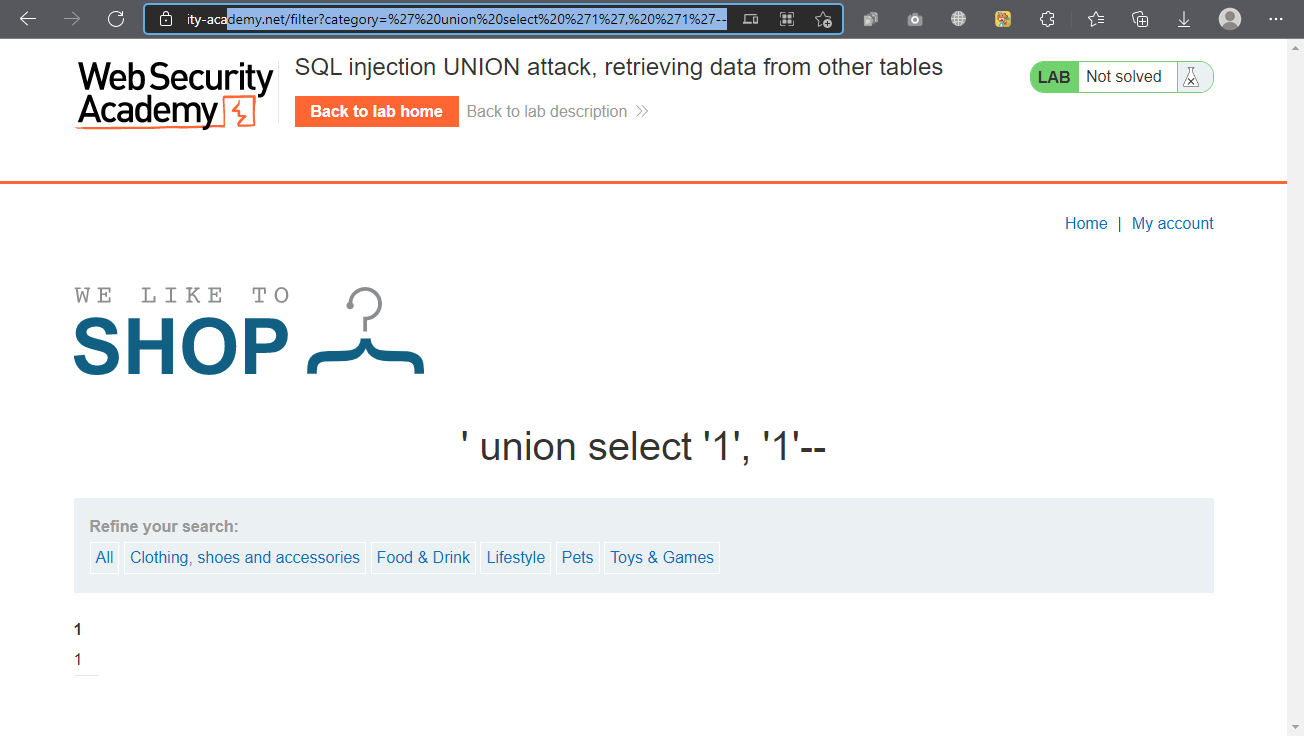 ity-academy.net/filter?category=%27%20union%20select%20%271%27,%20%271%27--
Web Security
Academy
SQL injection UNION attack, retrieving data from other tables
Back to lab home
Back to lab description >>
LAB Not solved
Home | My account
WE LIKE TO
SHOP
' union select '1', '1'--
Refine your search:
All Clothing, shoes and accessories Food & Drink Lifestyle Pets Toys & Games
1
1